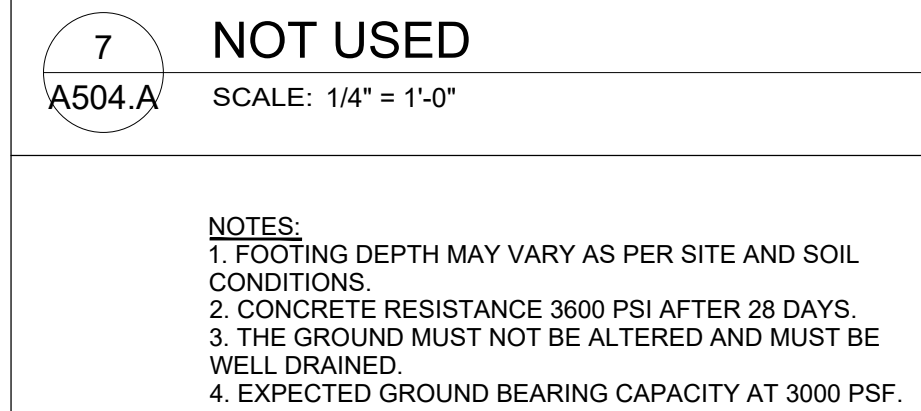 7
NOT USED
A504.A
SCALE: 1/4" = 1'-0"
NOTES:
1. FOOTING DEPTH MAY VARY AS PER SITE AND SOIL
CONDITIONS.
2. CONCRETE RESISTANCE 3600 PSI AFTER 28 DAYS.
3. THE GROUND MUST NOT BE ALTERED AND MUST BE
WELL DRAINED.
4. EXPECTED GROUND BEARING CAPACITY AT 3000 PSF.